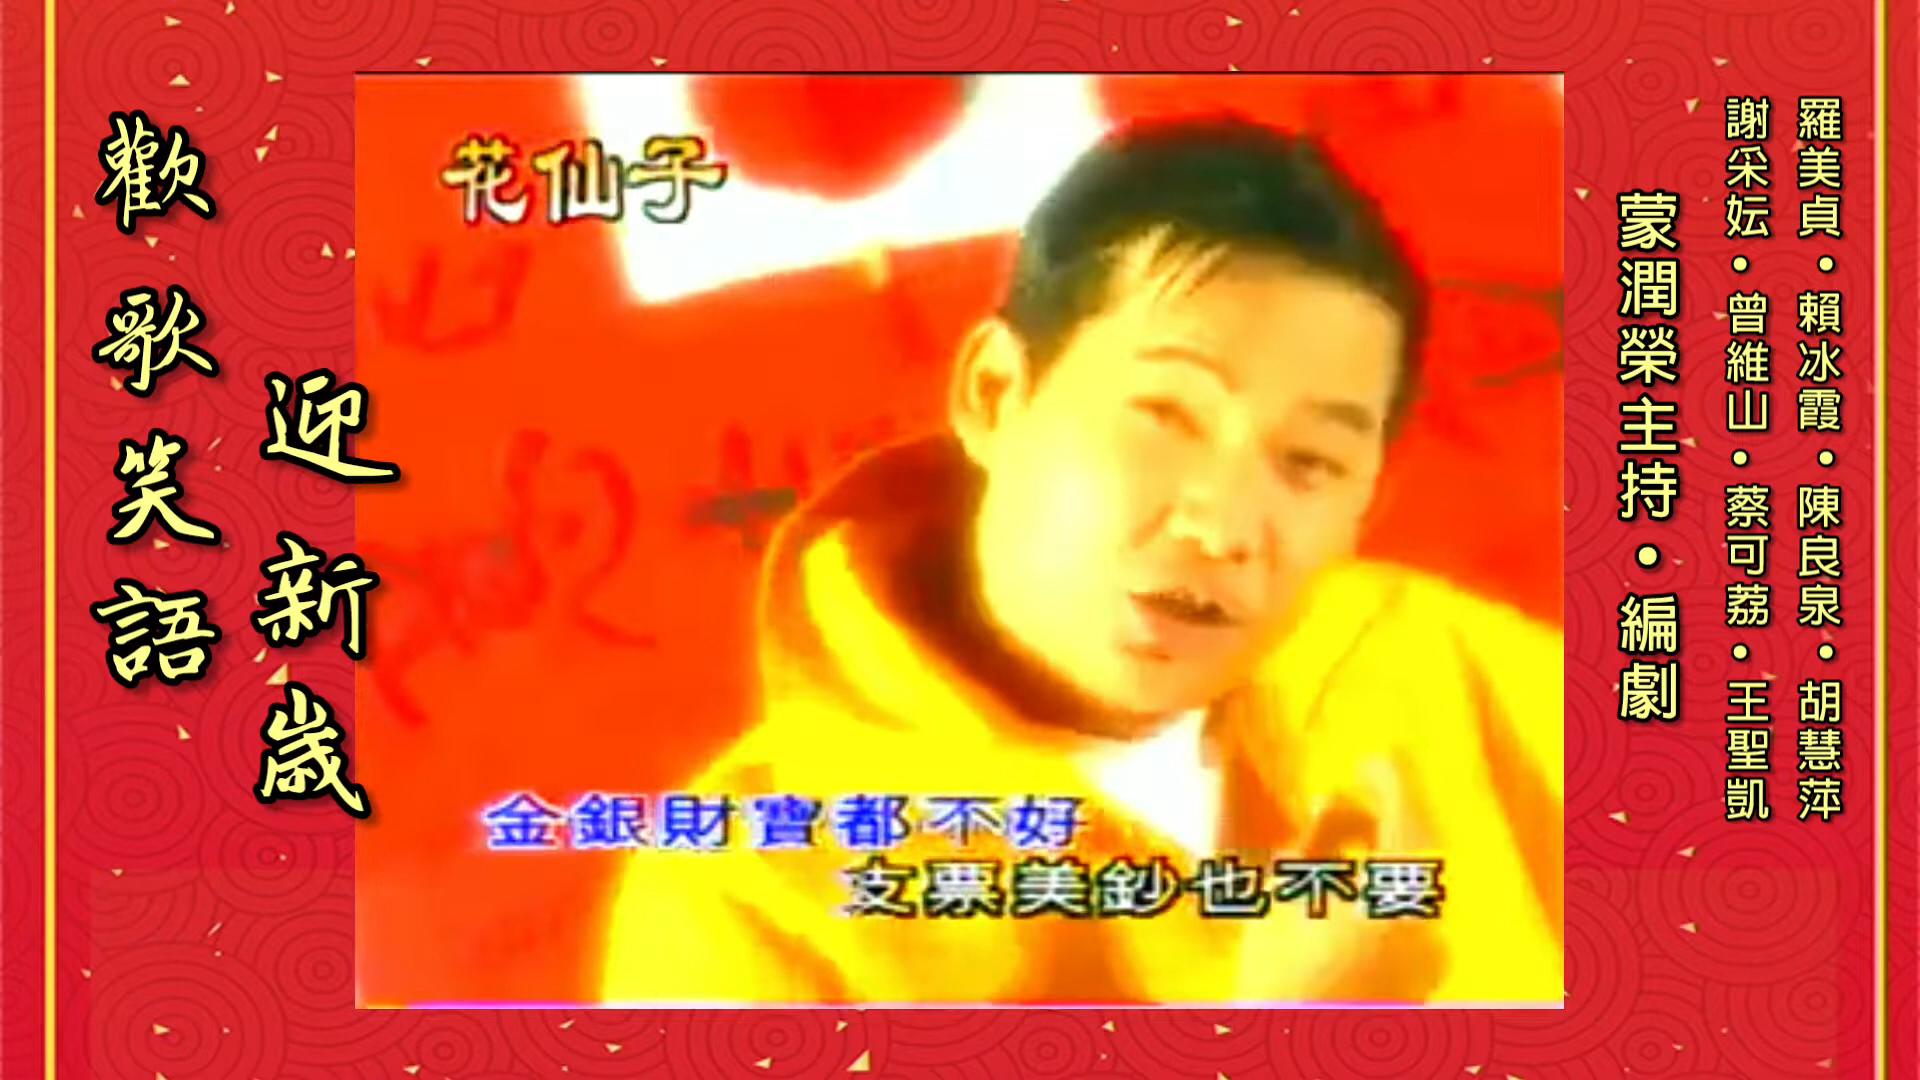 歡歌笑語
迎新歲
花仙子
金銀財寶都不好
支票美鈔也不要
羅美貞・賴冰霞・陳良泉・胡慧萍
謝采妘・曾維山・蔡可荔・王聖凱
蒙潤榮主持・編劇